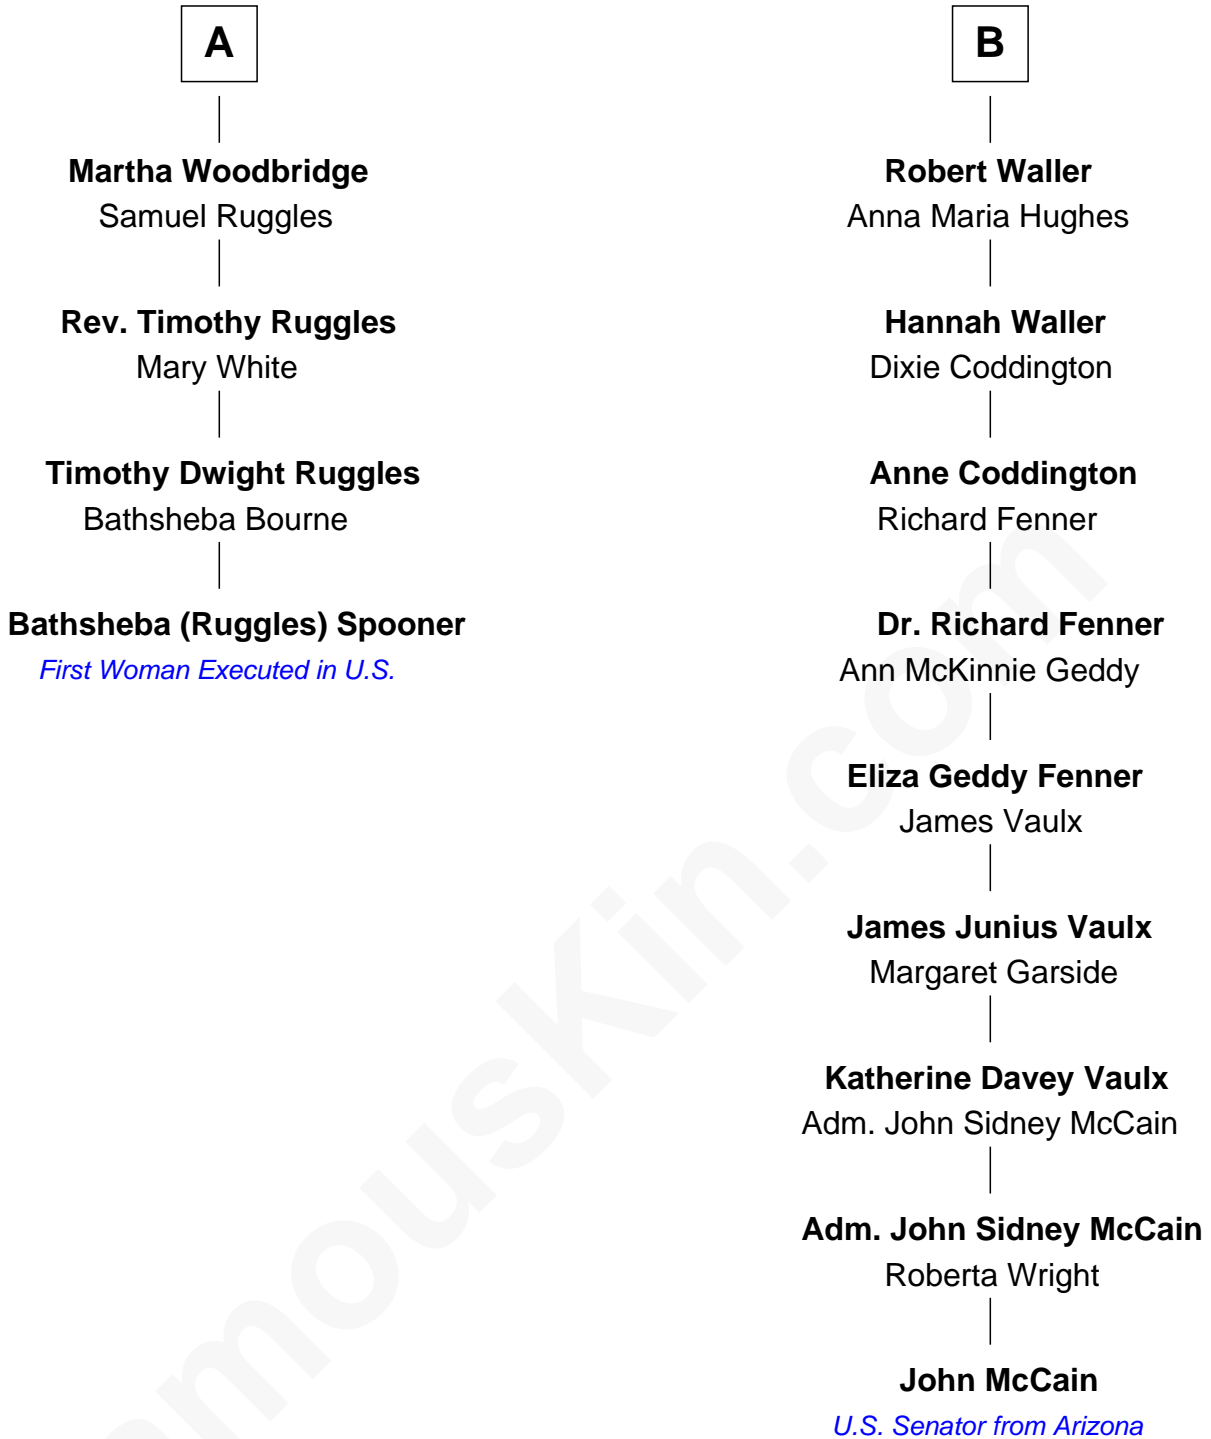 A
Martha Woodbridge
Samuel Ruggles
Rev. Timothy Ruggles
Mary White
Timothy Dwight Ruggles
Bathsheba Bourne
Bathsheba (Ruggles) Spooner
First Woman Executed in U.S.
B
Robert Waller
Anna Maria Hughes
Hannah Waller
Dixie Coddington
Anne Coddington
Richard Fenner
Dr. Richard Fenner
Ann McKinnie Geddy
Eliza Geddy Fenner
James Vaulx
James Junius Vaulx
Margaret Garside
Katherine Davey Vaulx
Adm. John Sidney McCain
Adm. John Sidney McCain
Roberta Wright
John McCain
U.S. Senator from Arizona
amousKin.com